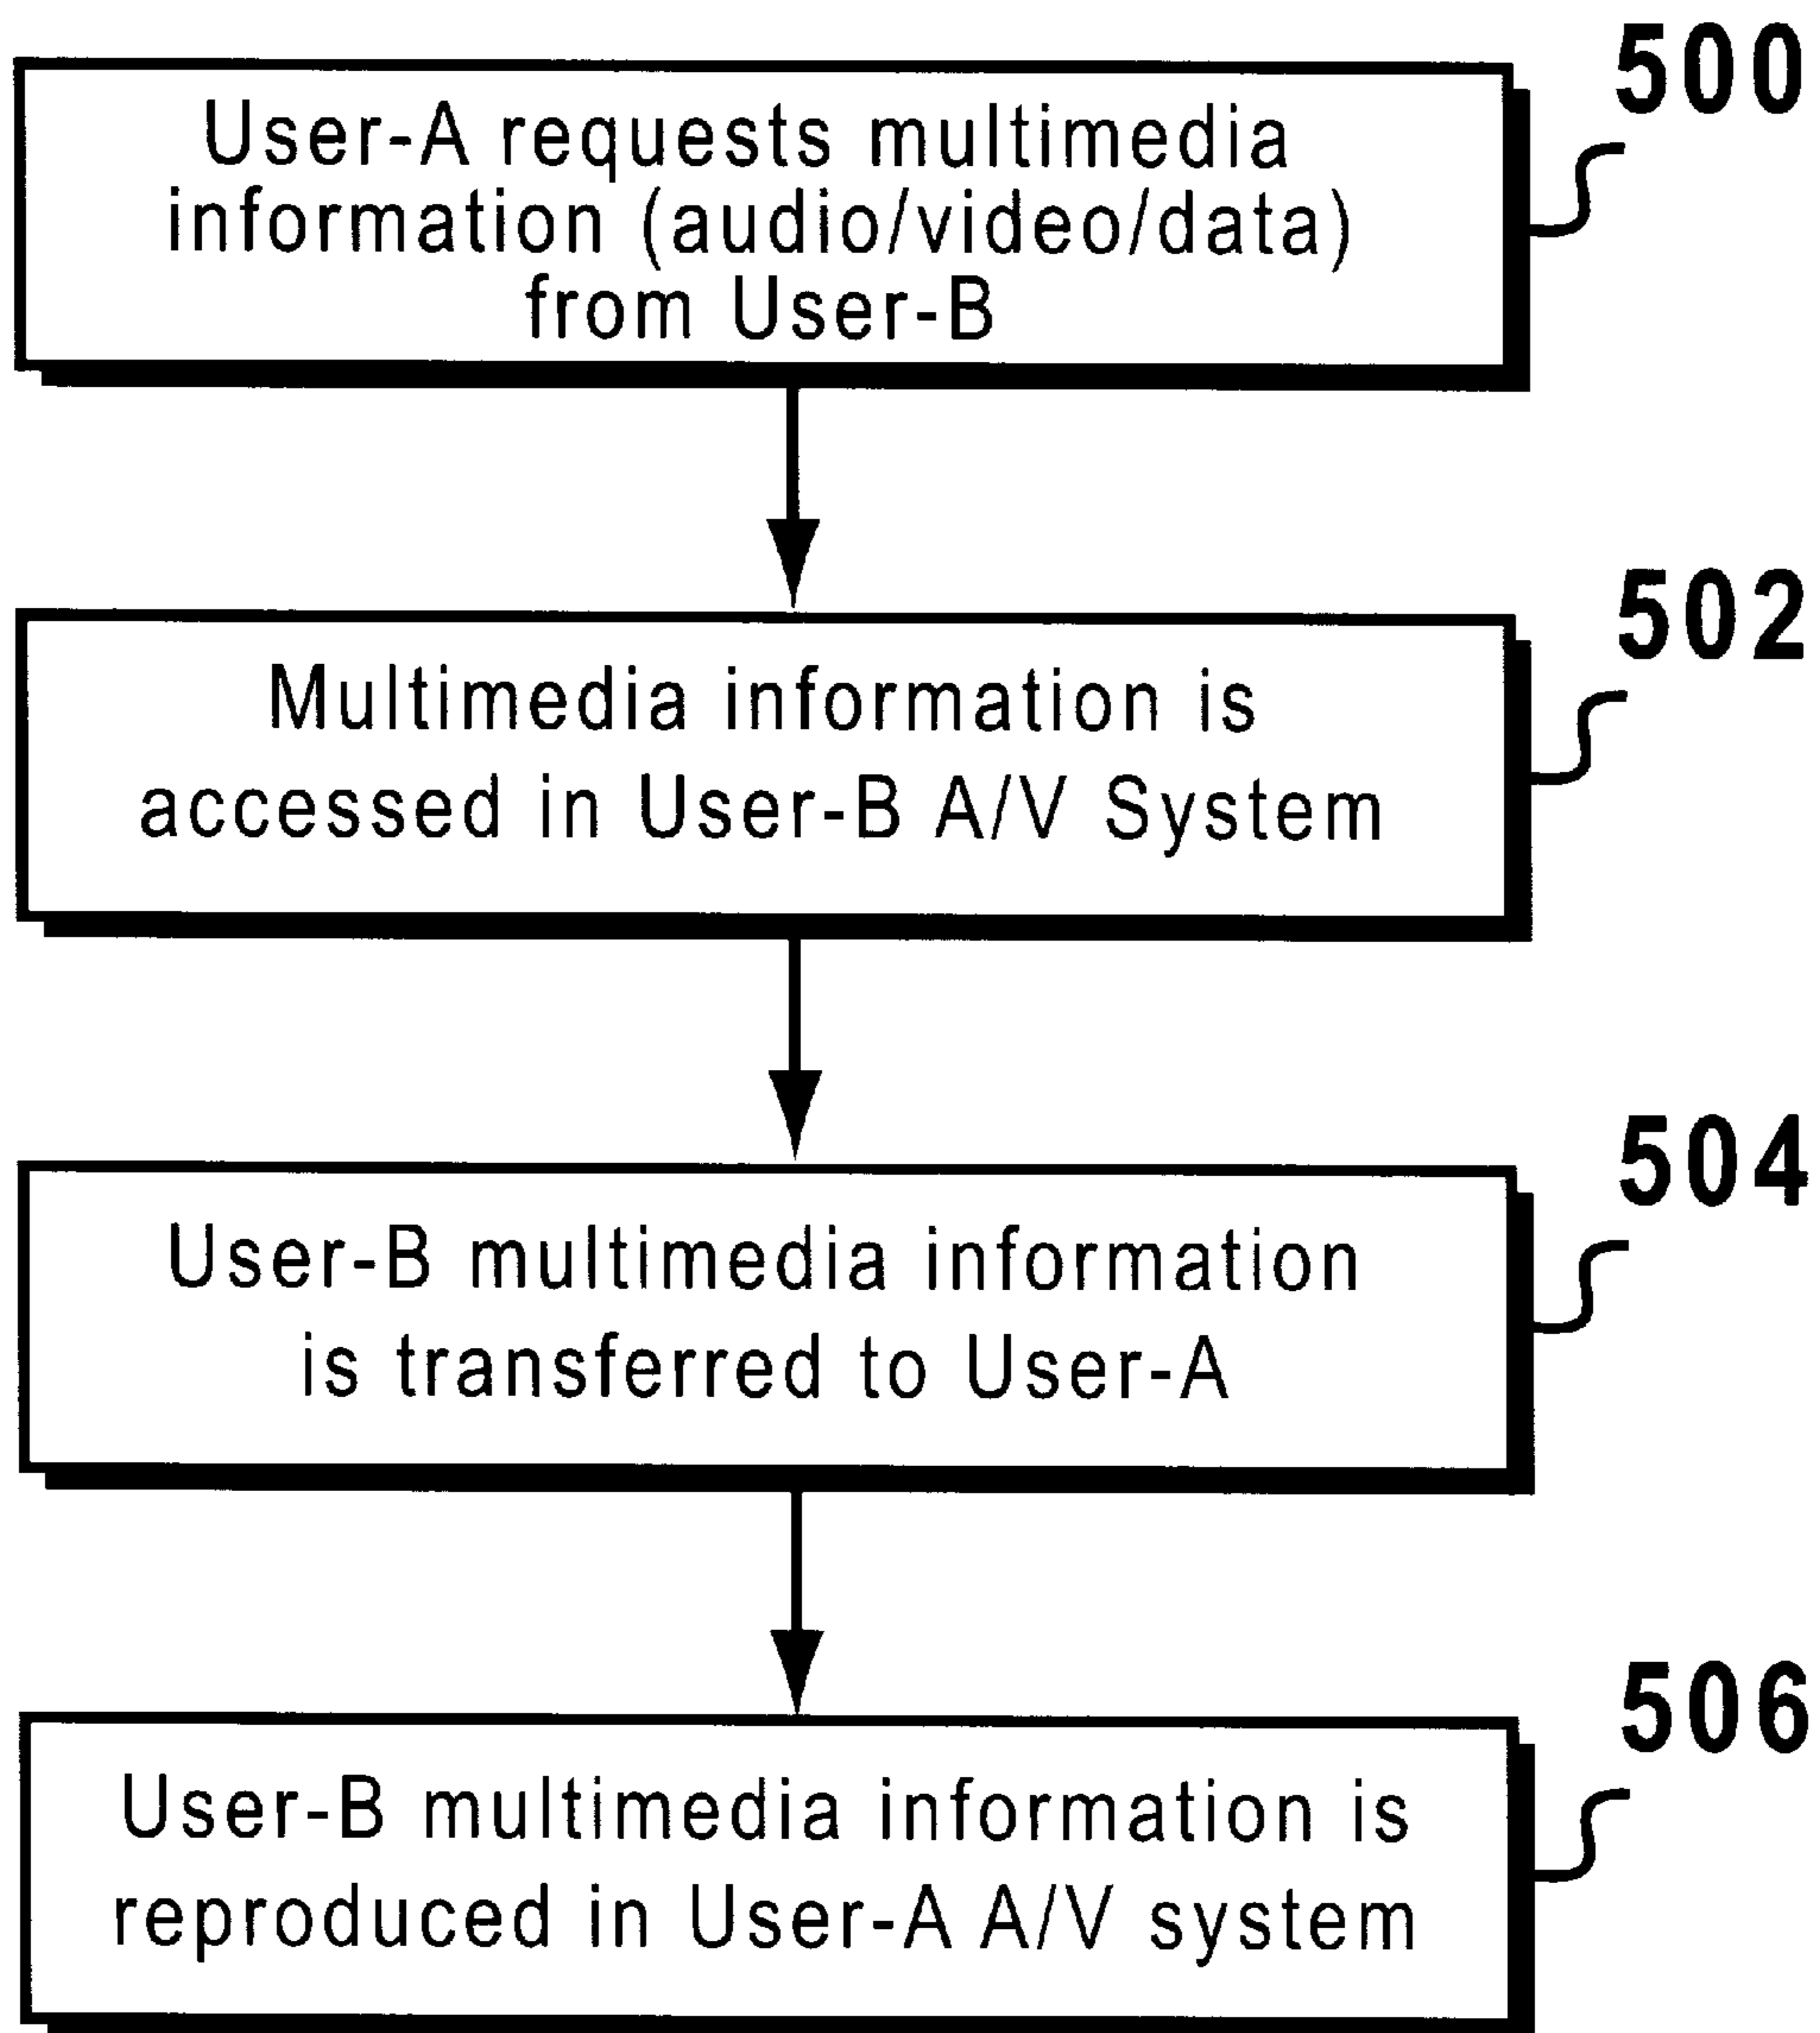 500
User-A requests multimedia
information (audio/video/data)
from User-B
502
Multimedia information is
accessed in User-B A/V System
504
User-B multimedia information
is transferred to User-A
506
User-B multimedia information is
reproduced in User-A A/V system